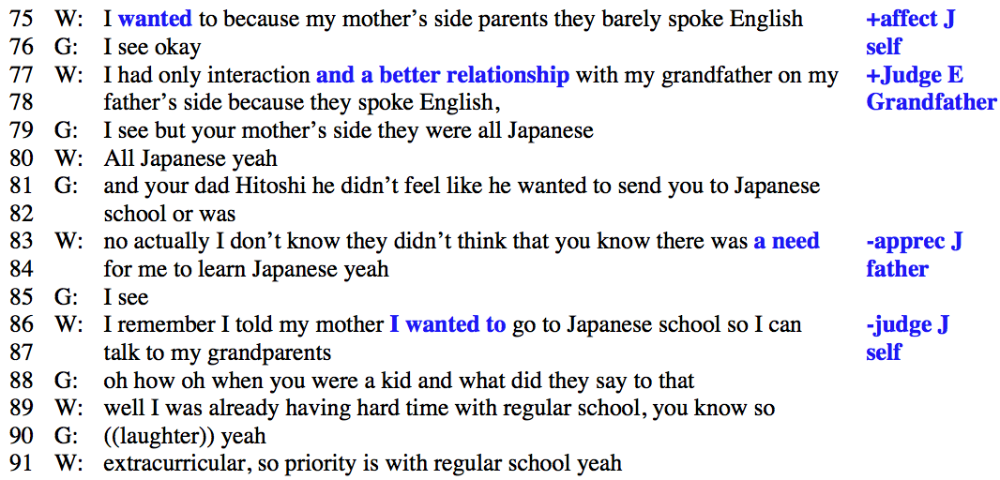 75 W: I wanted to because my mother’s side parents they barely spoke English +affect J
76 G: I see okay self
77 W: I had only interaction and a better relationship with my grandfather on my +Judge E
78 father’s side because they spoke English, Grandfather
79 G: I see but your mother’s side they were all Japanese
80 W: All Japanese yeah
81 G: and your dad Hitoshi he didn’t feel like he wanted to send you to Japanese
82 school or was
83 W: no actually I don’t know they didn’t think that you know there was a need -apprec J
84 for me to learn Japanese yeah father
85 G: I see
86 W: I remember I told my mother I wanted to go to Japanese school so I can -judge J
87 talk to my grandparents self
88 G: oh how oh when you were a kid and what did they say to that
89 W: well I was already having hard time with regular school, you know so
90 G: ((laughter)) yeah
91 W: extracurricular, so priority is with regular school yeah